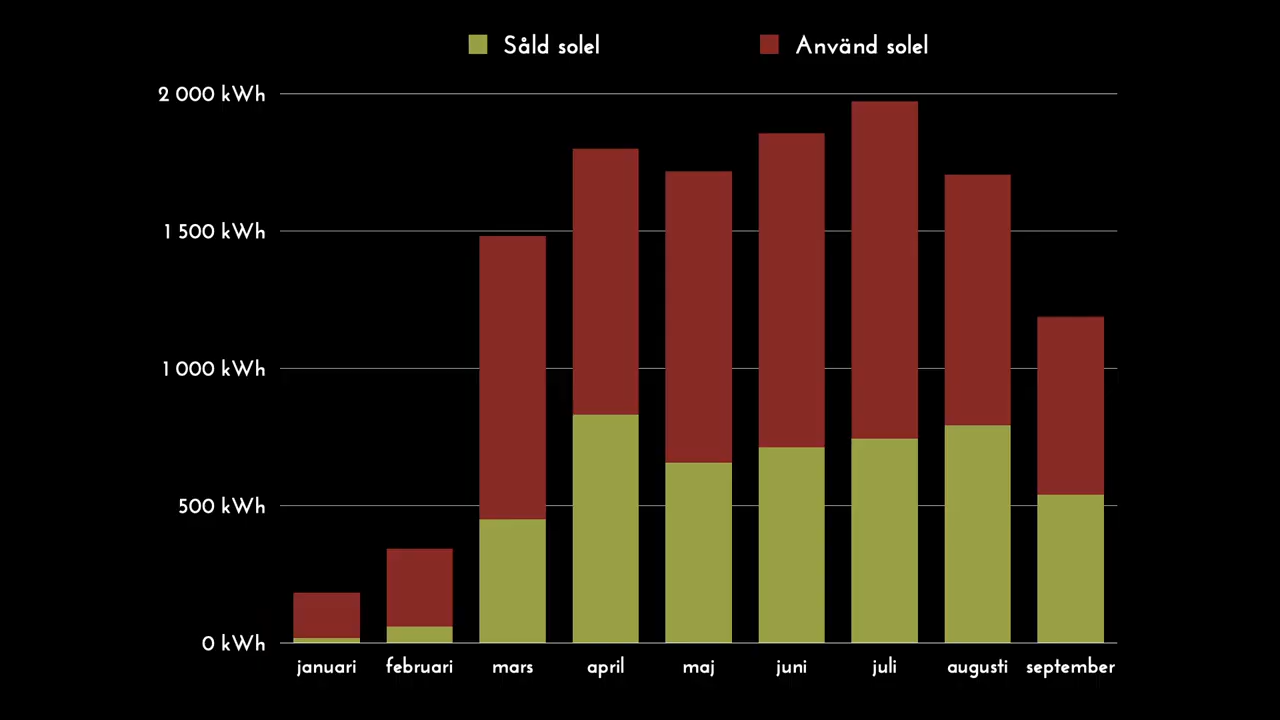 Såld solel
Använd solel
2 000 kWh
1 500 kWh
1 000 kWh
500 kWh
0 kWh
januari februari mars april maj juni juli augusti september